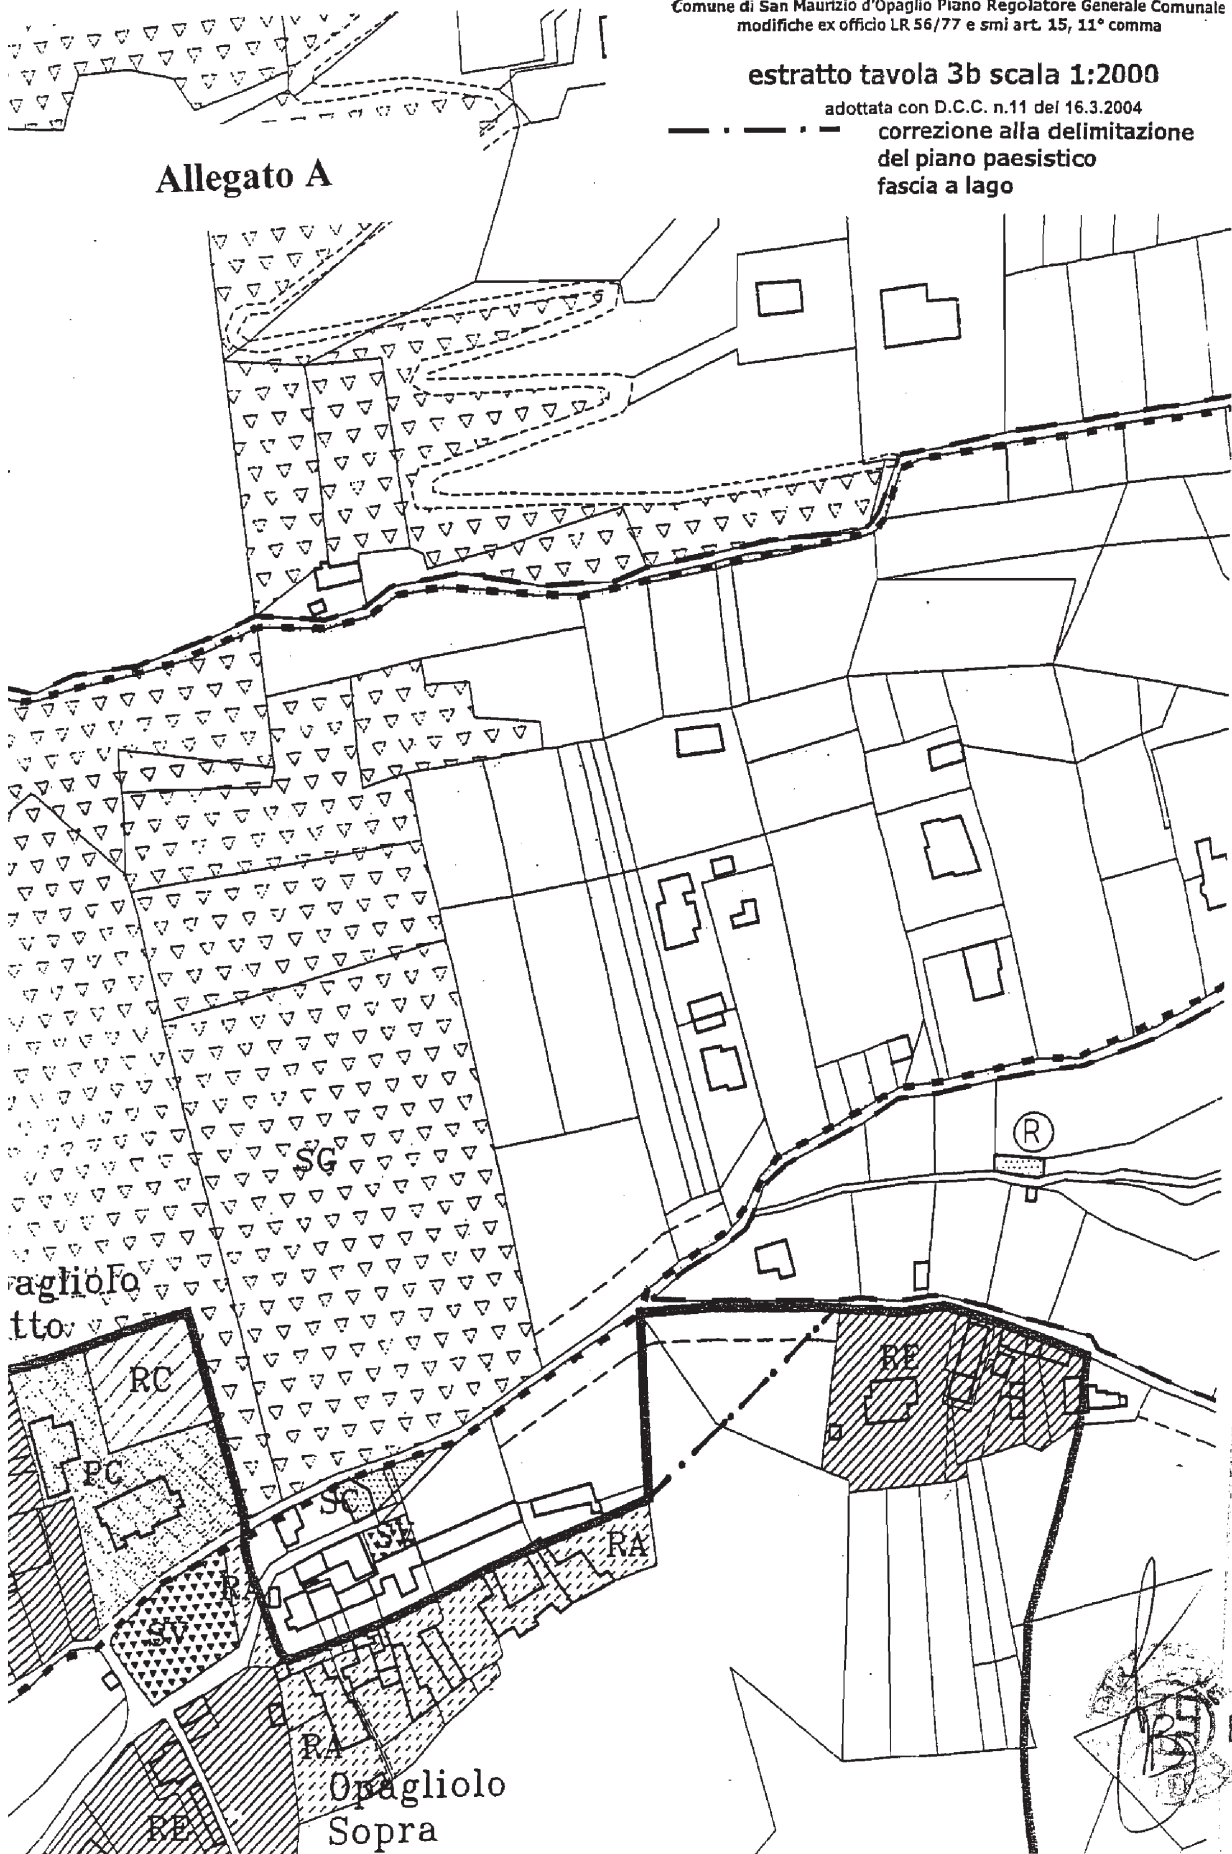 Comune di San Maurizio d'Opaglio Piano Regolatore Generale Comunale
modifiche ex officio LR 56/77 e smi art. 15, 11° comma
estratto tavola 3b scala 1:2000
adottata con D.C.C. n.11 del 16.3.2004
correzione alla delimitazione
del piano paesistico
fascia a lago
Allegato A
R
SG
agliolo
tto
RC
RE
PC
SC
SV
RA
RA
SV
RA
Opagliolo
Sopra
RE